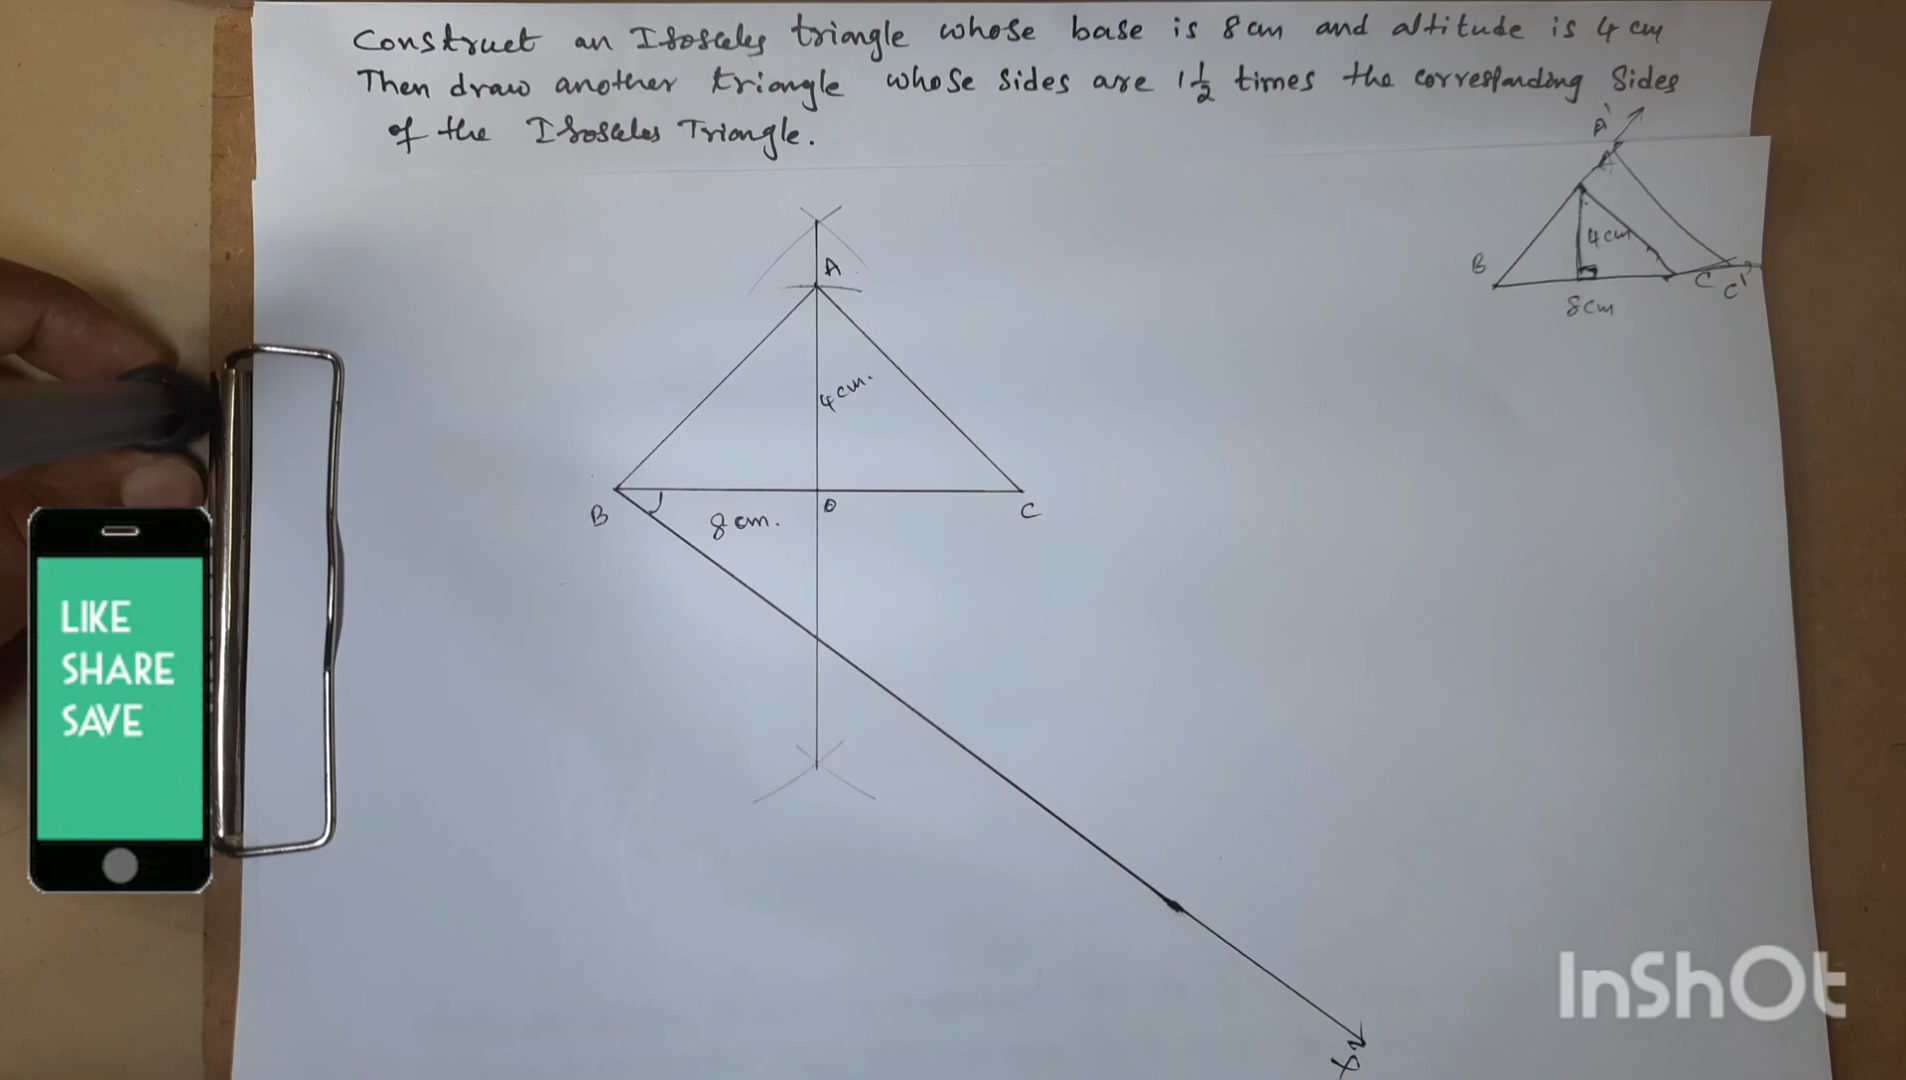 Construct an Isosceles triangle whose base is 8 cm and altitude is 4 cm
Then draw another triangle whose sides are 1 1/2 times the corresponding sides
of the Isosceles Triangle.
A'
A
B
4 cm
C
C'
8 cm
A
4 cm.
B
8 cm.
O
C
X
LIKE
SHARE
SAVE
InShOt